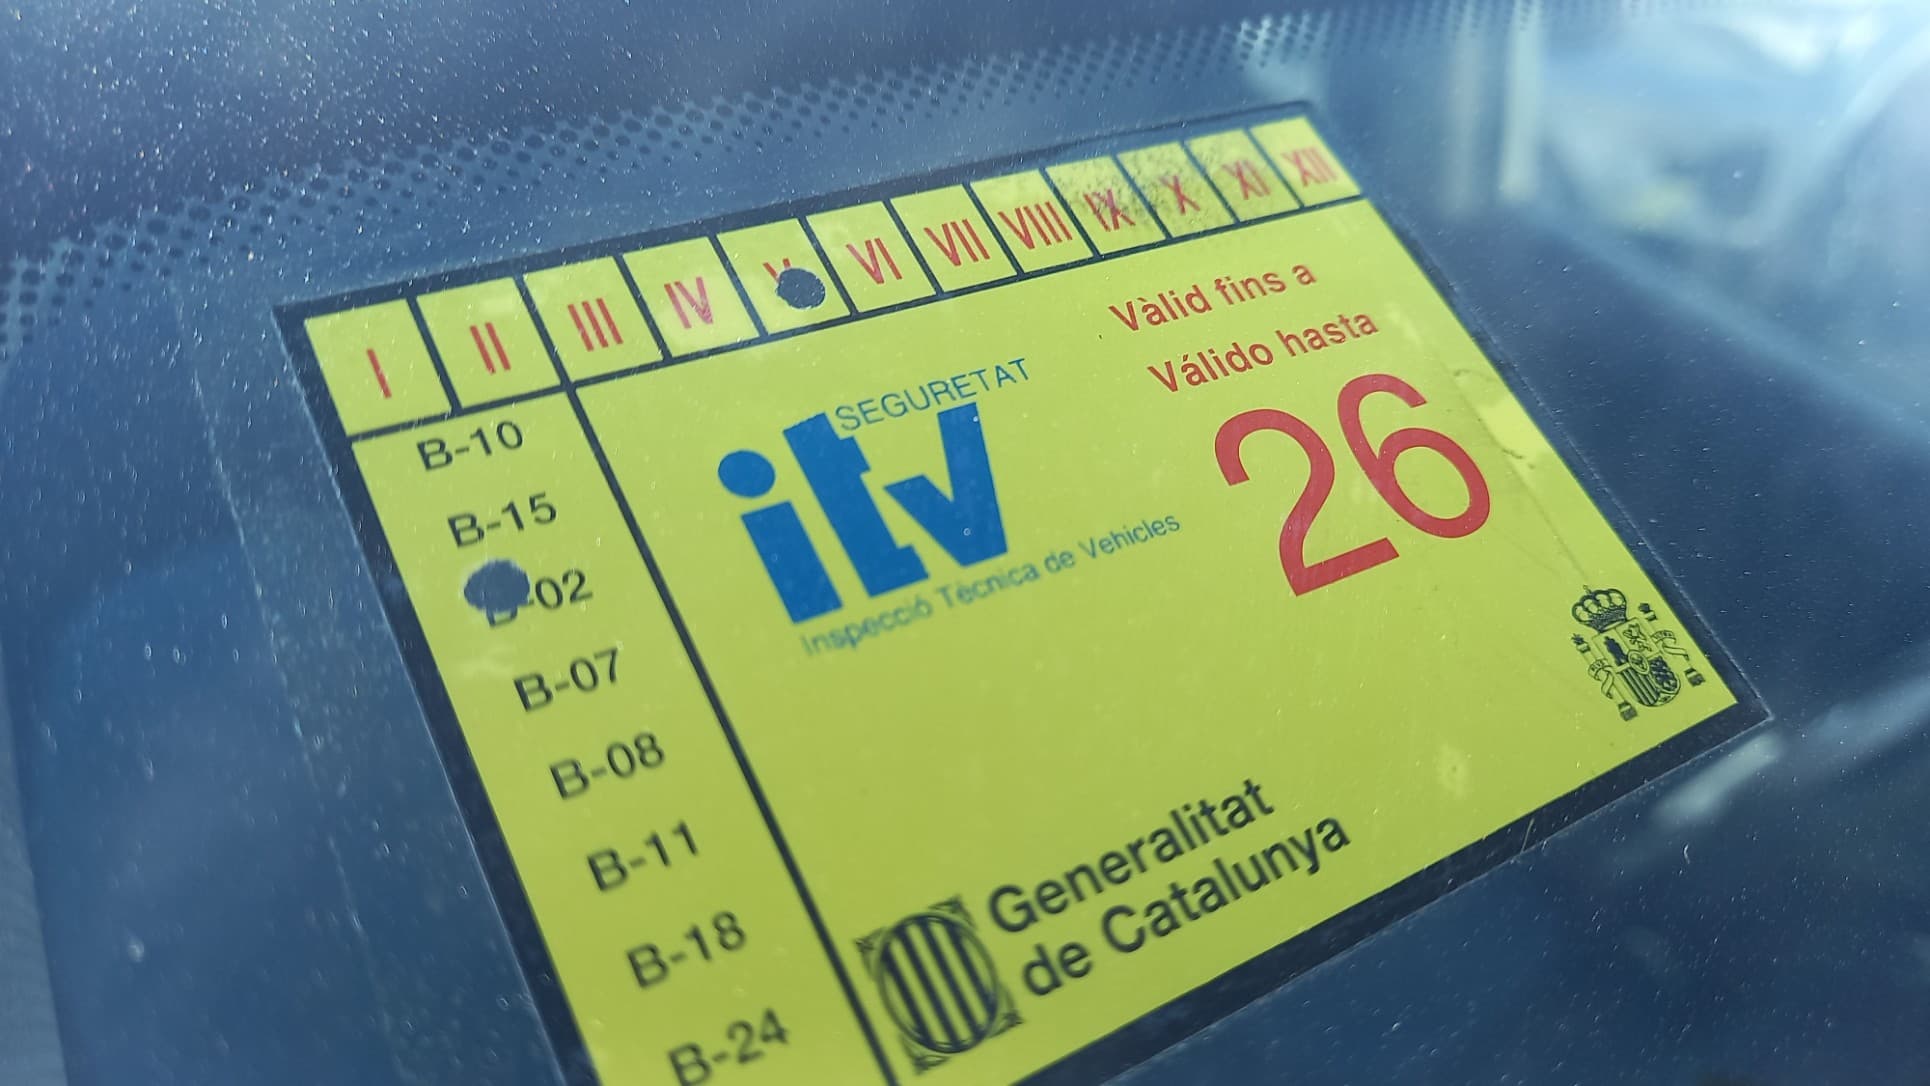 I II III IV V VI VII VIII IX X XI XII
B-10
B-15
B-02
B-07
B-08
B-11
B-18
B-24
SEGURETAT
itv
Inspecció Tècnica de Vehicles
Vàlid fins a
Válido hasta
26
Generalitat
de Catalunya